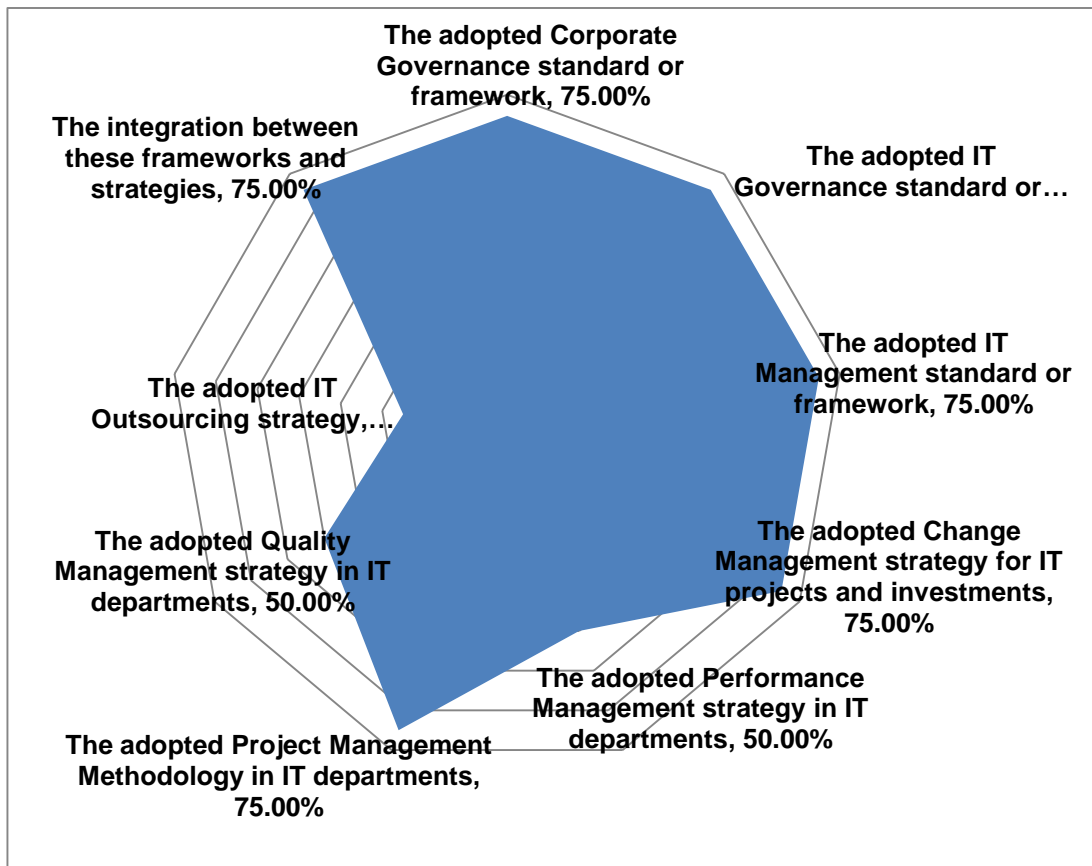 The adopted Corporate
Governance standard or
framework, 75.00%
The adopted IT
Governance standard or…
The adopted IT
Management standard or
framework, 75.00%
The adopted Change
Management strategy for IT
projects and investments,
75.00%
The adopted Performance
Management strategy in IT
departments, 50.00%
The adopted Project Management
Methodology in IT departments,
75.00%
The adopted Quality
Management strategy in IT
departments, 50.00%
The adopted IT
Outsourcing strategy,…
The integration between
these frameworks and
strategies, 75.00%